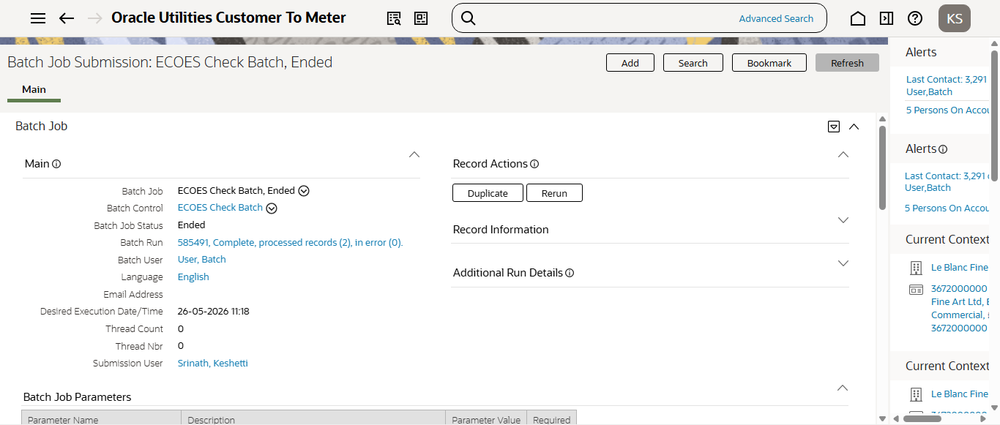 Oracle Utilities Customer To Meter
Advanced Search
KS
Batch Job Submission: ECOES Check Batch, Ended
Add
Search
Bookmark
Refresh
Main
Batch Job
Main
Batch Job ECOES Check Batch, Ended
Batch Control ECOES Check Batch
Batch Job Status Ended
Batch Run 585491, Complete, processed records (2), in error (0).
Batch User User, Batch
Language English
Email Address
Desired Execution Date/Time 26-05-2026 11:18
Thread Count 0
Thread Nbr 0
Submission User Srinath, Keshetti
Record Actions
Duplicate
Rerun
Record Information
Additional Run Details
Batch Job Parameters
Parameter Name Description Parameter Value Required
Alerts
Last Contact: 3,291
User,Batch
5 Persons On Accou
Alerts
Last Contact: 3,291
User,Batch
5 Persons On Accou
Current Context
Le Blanc Fine
3672000000
Fine Art Ltd,
Commercial,
3672000000
Current Context
Le Blanc Fine